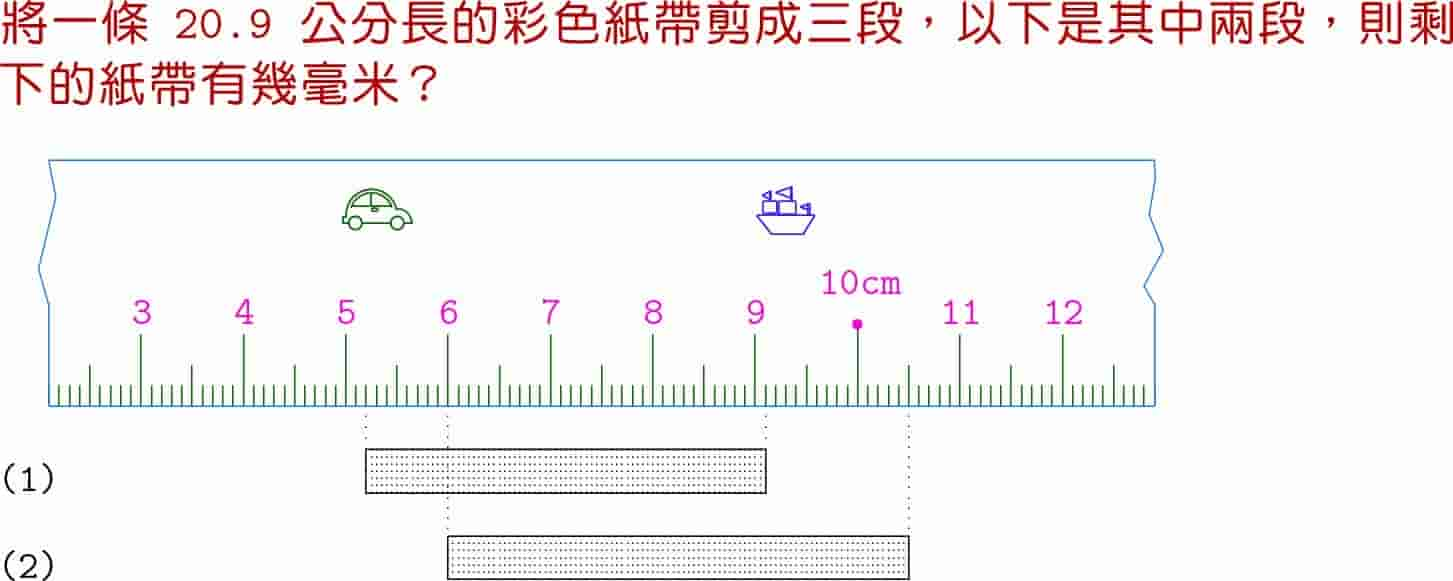 將一條 20.9 公分長的彩色紙帶剪成三段，以下是其中兩段，則剩
下的紙帶有幾毫米？
10cm
3 4 5 6 7 8 9 11 12
(1)
(2)